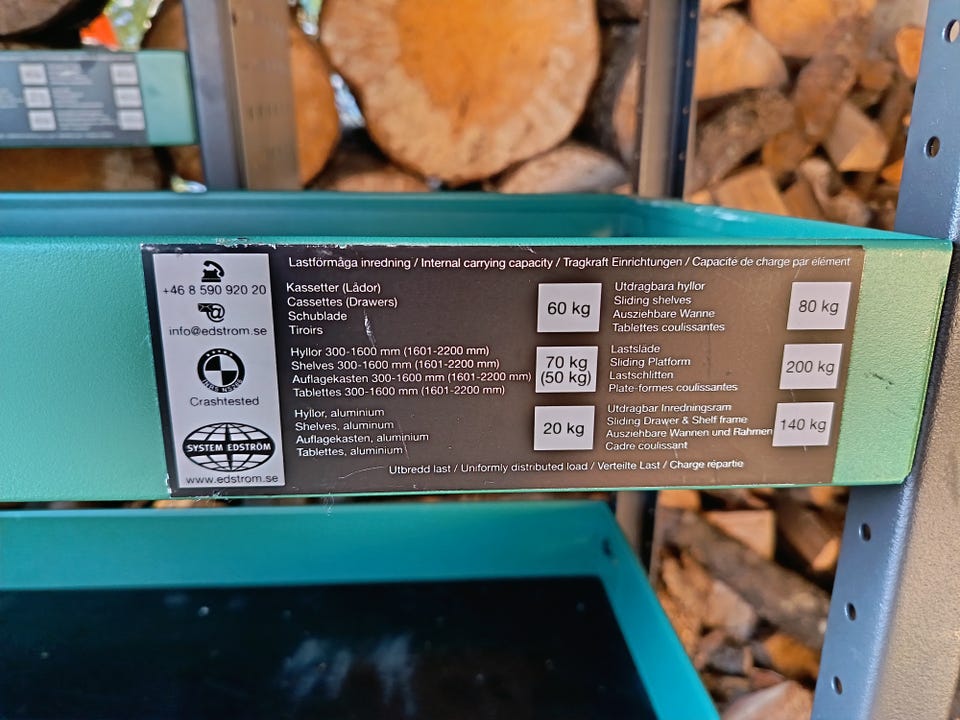 Lastförmåga inredning / Internal carrying capacity / Tragkraft Einrichtungen / Capacité de charge par élément
+46 8 590 920 20
info@edstrom.se
Crashtested
SYSTEM EDSTRÖM
www.edstrom.se
Kassetter (Lådor)
Cassettes (Drawers)
Schublade
Tiroirs
60 kg
Hyllor 300-1600 mm (1601-2200 mm)
Shelves 300-1600 mm (1601-2200 mm)
Auflagekasten 300-1600 mm (1601-2200 mm)
Tablettes 300-1600 mm (1601-2200 mm)
70 kg
(50 kg)
Hyllor, aluminium
Shelves, aluminum
Auflagekasten, aluminium
Tablettes, aluminium
20 kg
Utdragbara hyllor
Sliding shelves
Ausziehbare Wanne
Tablettes coulissantes
80 kg
Lastsläde
Sliding Platform
Lastschlitten
Plate-formes coulissantes
200 kg
Utdragbar Inredningsram
Sliding Drawer & Shelf frame
Ausziehbare Wannen und Rahmen
Cadre coulissant
140 kg
Utbredd last / Uniformly distributed load / Verteilte Last / Charge répartie